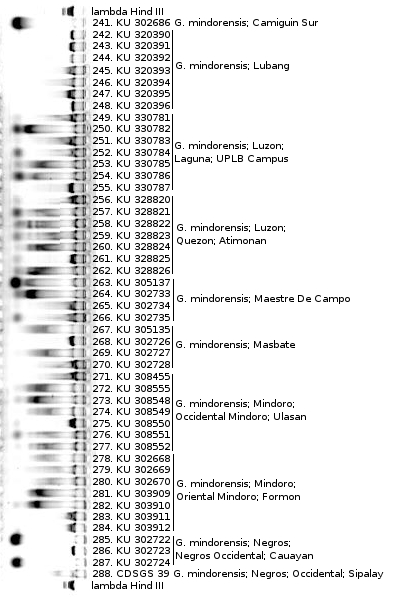 lambda Hind III
241. KU 302686 G. mindorensis; Camiguin Sur
242. KU 320390
243. KU 320391
244. KU 320392
G. mindorensis; Lubang
245. KU 320393
246. KU 320394
247. KU 320395
248. KU 320396
249. KU 330781
250. KU 330782
251. KU 330783
G. mindorensis; Luzon;
252. KU 330784
Laguna; UPLB Campus
253. KU 330785
254. KU 330786
255. KU 330787
256. KU 328820
257. KU 328821
258. KU 328822
G. mindorensis; Luzon;
259. KU 328823
Quezon; Atimonan
260. KU 328824
261. KU 328825
262. KU 328826
263. KU 305137
264. KU 302733
G. mindorensis; Maestre De Campo
265. KU 302734
266. KU 302735
267. KU 305135
268. KU 302726
G. mindorensis; Masbate
269. KU 302727
270. KU 302728
271. KU 308455
272. KU 308555
273. KU 308548
G. mindorensis; Mindoro;
274. KU 308549
Occidental Mindoro; Ulasan
275. KU 308550
276. KU 308551
277. KU 308552
278. KU 302668
279. KU 302669
280. KU 302670
G. mindorensis; Mindoro;
281. KU 303909
Oriental Mindoro; Formon
282. KU 303910
283. KU 303911
284. KU 303912
285. KU 302722
G. mindorensis; Negros;
286. KU 302723
Negros Occidental; Cauayan
287. KU 302724
288. CDSGS 39 G. mindorensis; Negros; Occidental; Sipalay
lambda Hind III